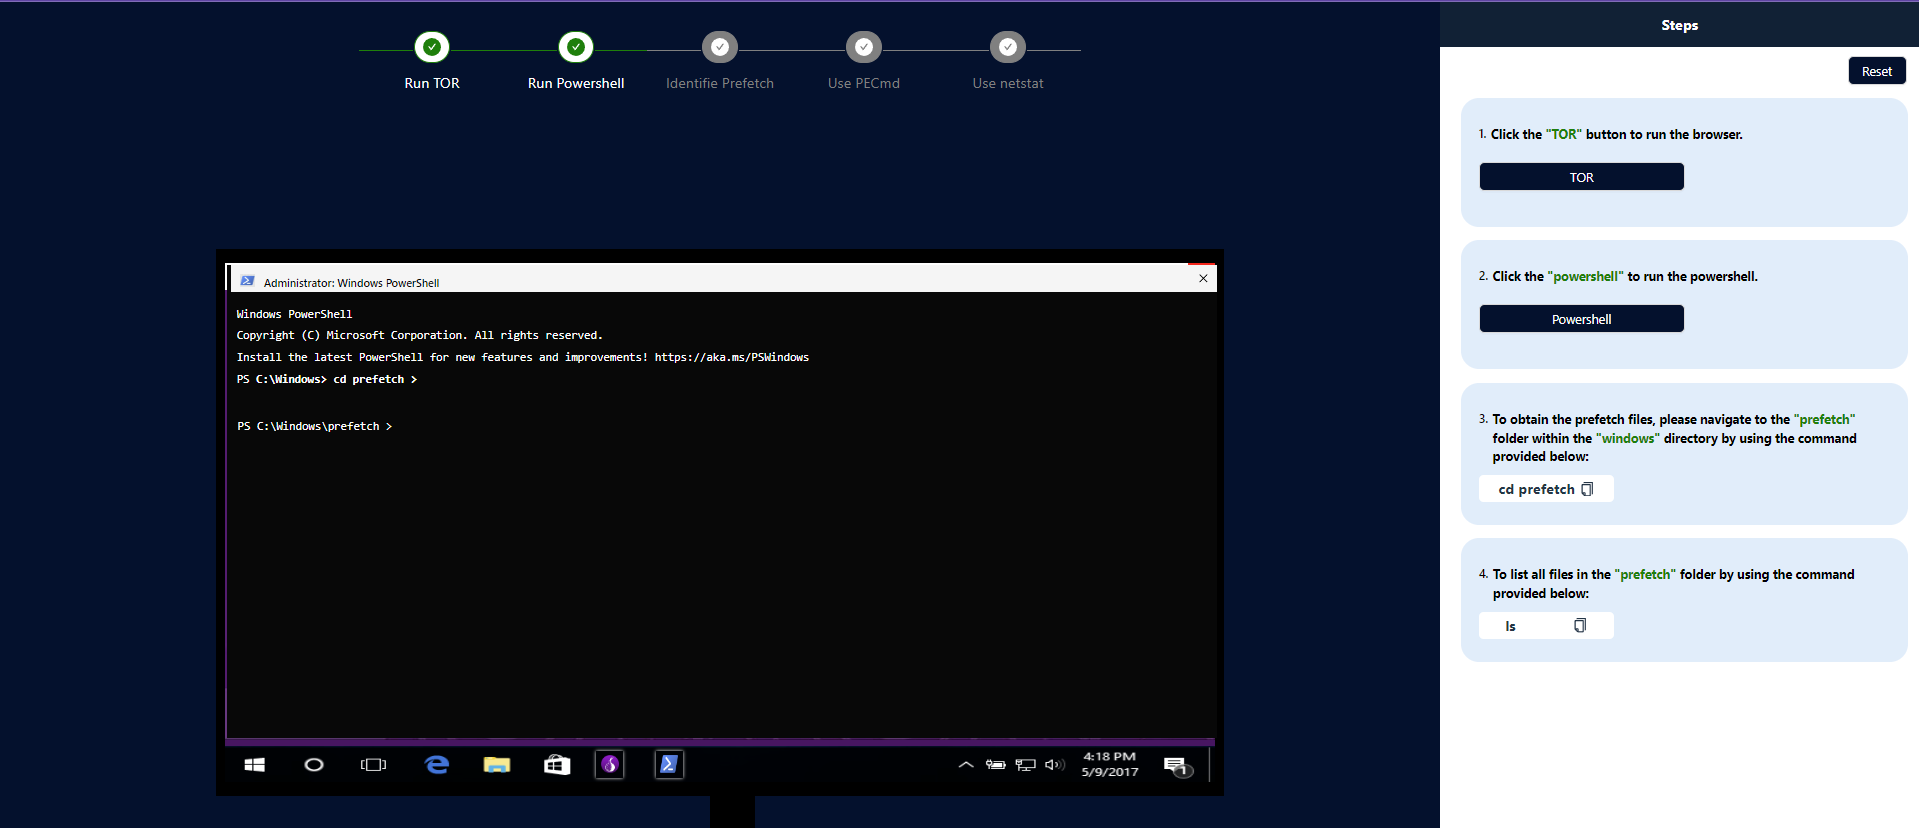 Run TOR
Run Powershell
Identifie Prefetch
Use PECmd
Use netstat
Administrator: Windows PowerShell
Windows PowerShell
Copyright (C) Microsoft Corporation. All rights reserved.
Install the latest PowerShell for new features and improvements! https://aka.ms/PSWindows
PS C:\Windows> cd prefetch >
PS C:\Windows\prefetch >
4:18 PM
5/9/2017
1
Steps
Reset
1. Click the "TOR" button to run the browser.
TOR
2. Click the "powershell" to run the powershell.
Powershell
3. To obtain the prefetch files, please navigate to the "prefetch"
folder within the "windows" directory by using the command
provided below:
cd prefetch
4. To list all files in the "prefetch" folder by using the command
provided below:
ls